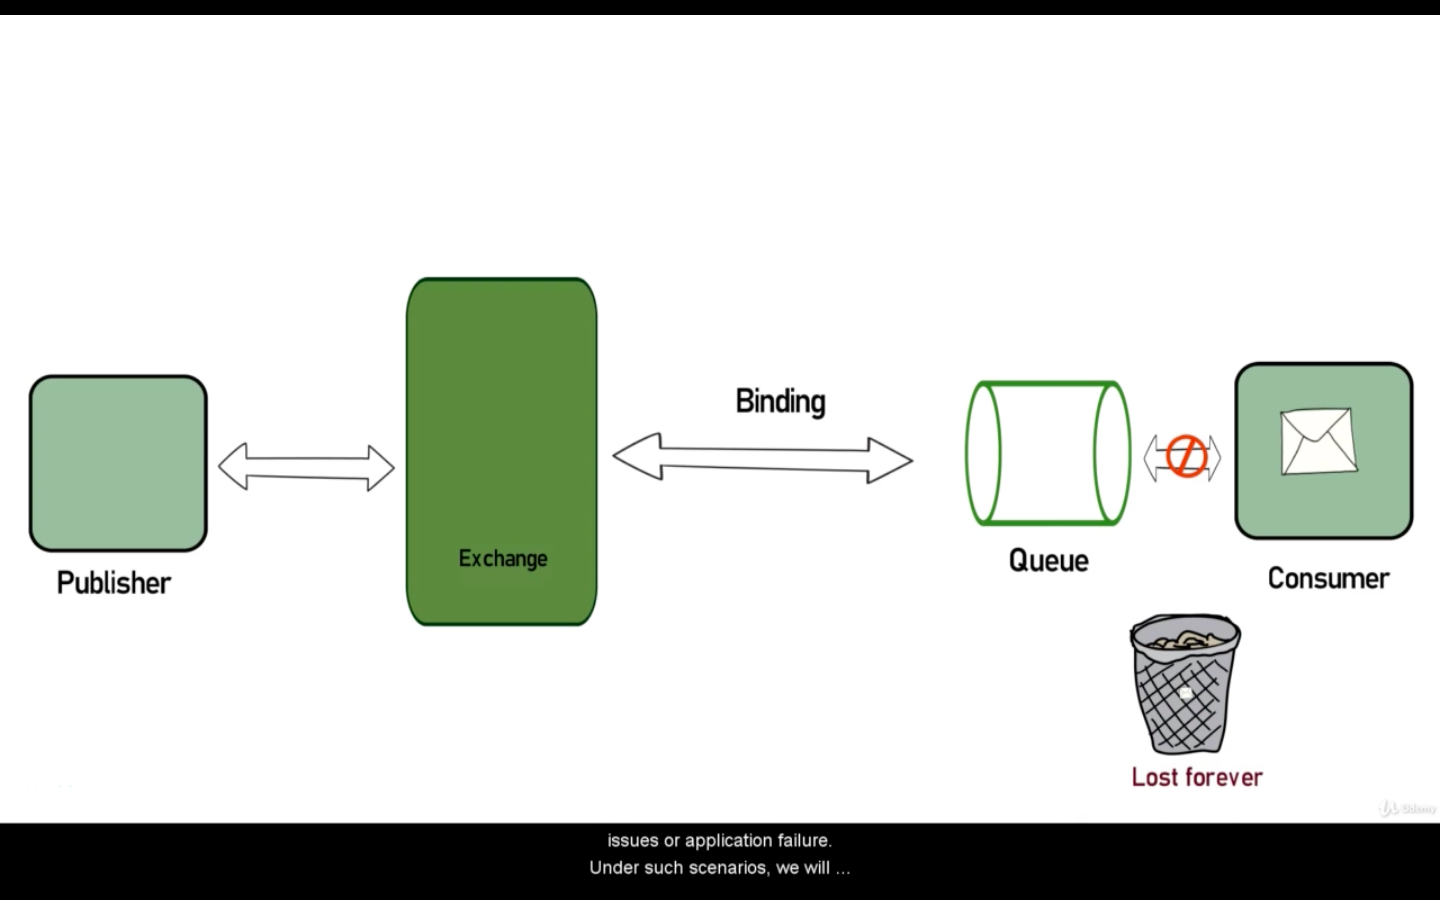 Binding
Exchange
Publisher
Queue
Consumer
Lost forever
Udemy
issues or application failure.
Under such scenarios, we will ...